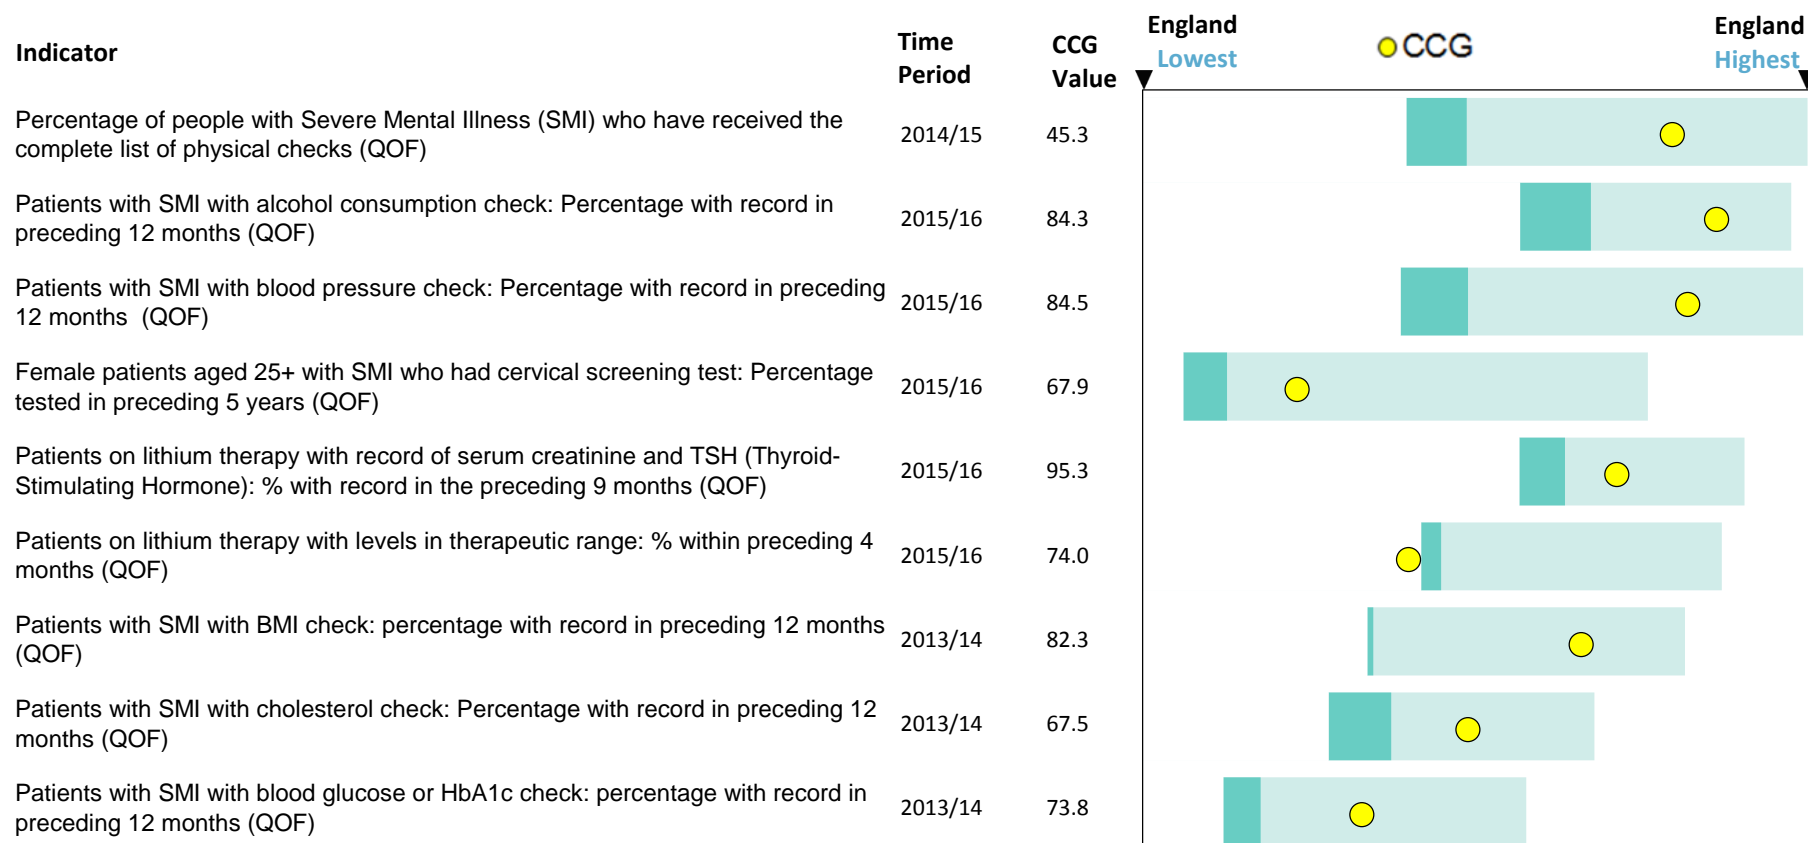 Indicator
Time Period
CCG Value
England Lowest
CCG
England Highest
Percentage of people with Severe Mental Illness (SMI) who have received the
complete list of physical checks (QOF)
2014/15
45.3
Patients with SMI with alcohol consumption check: Percentage with record in
preceding 12 months (QOF)
2015/16
84.3
Patients with SMI with blood pressure check: Percentage with record in preceding
12 months  (QOF)
2015/16
84.5
Female patients aged 25+ with SMI who had cervical screening test: Percentage
tested in preceding 5 years (QOF)
2015/16
67.9
Patients on lithium therapy with record of serum creatinine and TSH (Thyroid-
Stimulating Hormone): % with record in the preceding 9 months (QOF)
2015/16
95.3
Patients on lithium therapy with levels in therapeutic range: % within preceding 4
months (QOF)
2015/16
74.0
Patients with SMI with BMI check: percentage with record in preceding 12 months
(QOF)
2013/14
82.3
Patients with SMI with cholesterol check: Percentage with record in preceding 12
months (QOF)
2013/14
67.5
Patients with SMI with blood glucose or HbA1c check: percentage with record in
preceding 12 months (QOF)
2013/14
73.8